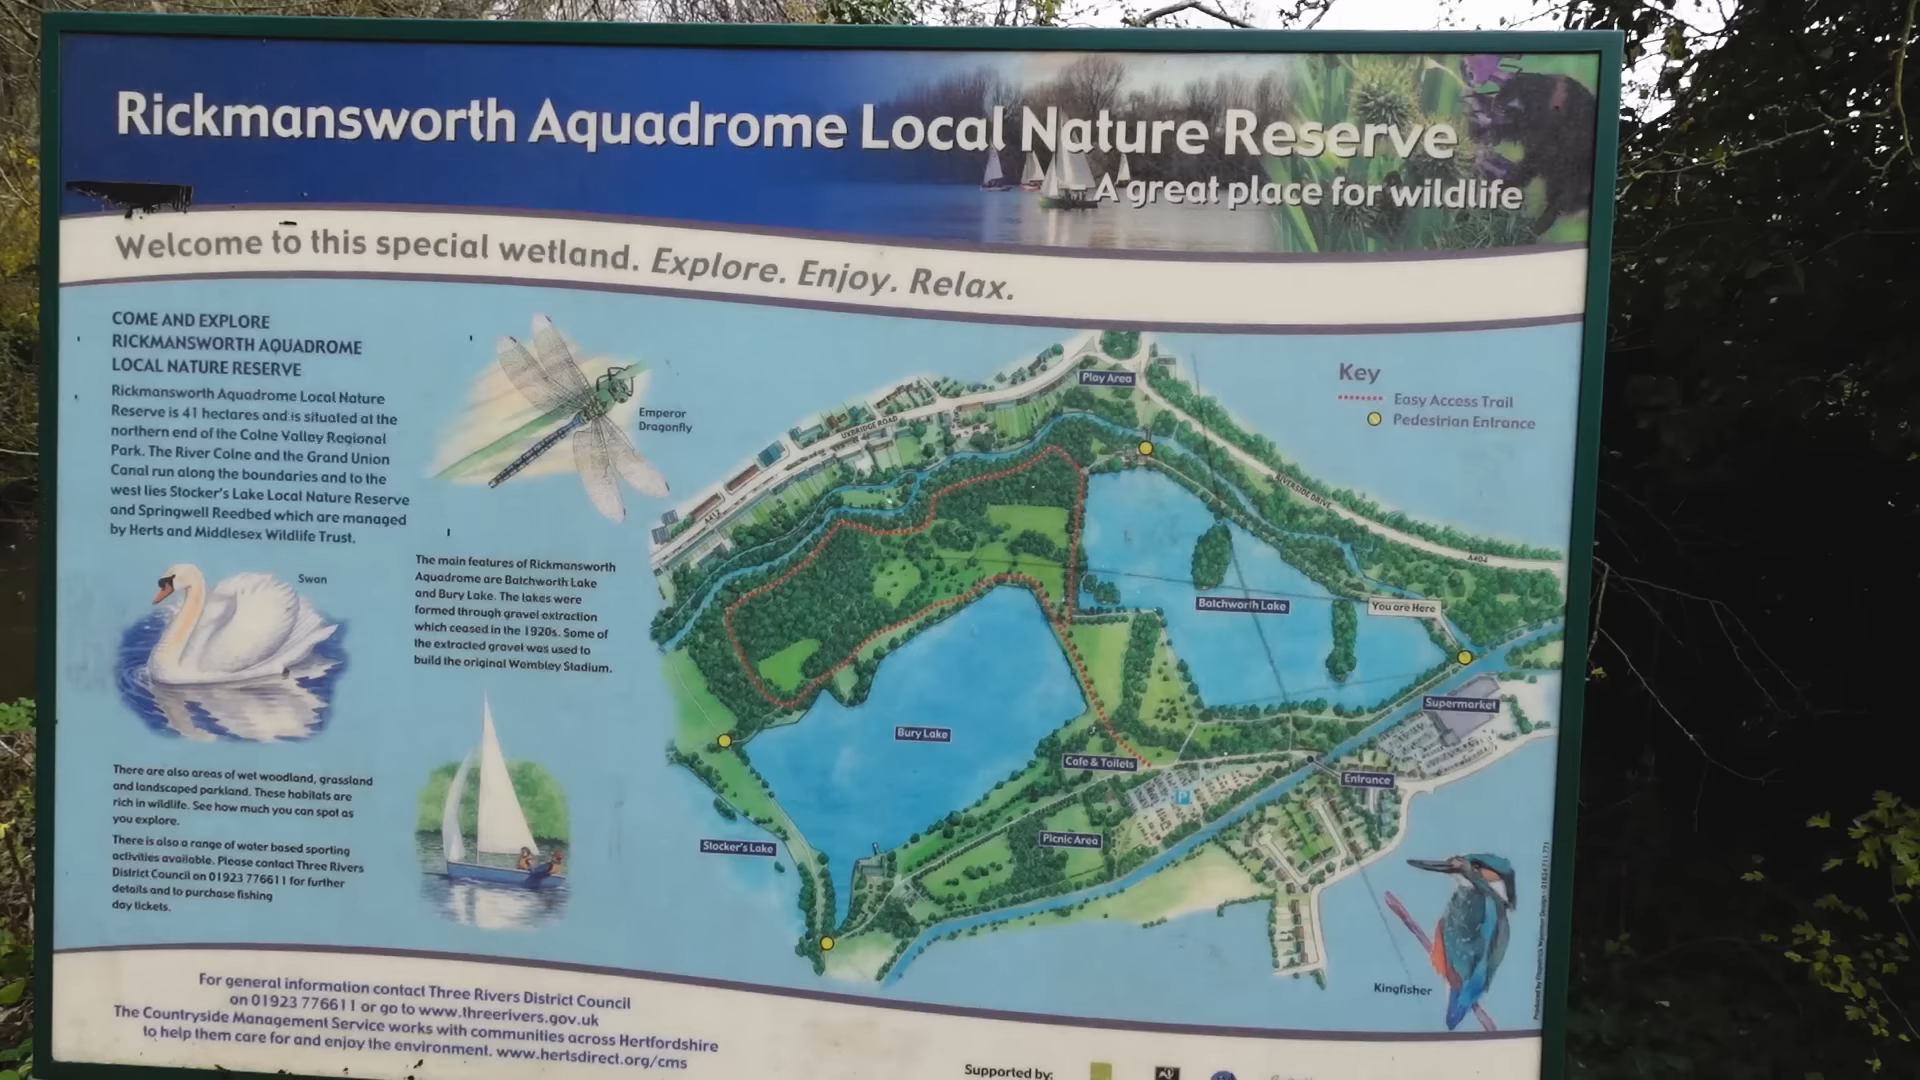 Rickmansworth Aquadrome Local Nature Reserve
A great place for wildlife
Welcome to this special wetland. Explore. Enjoy. Relax.
COME AND EXPLORE
RICKMANSWORTH AQUADROME
LOCAL NATURE RESERVE
Rickmansworth Aquadrome Local Nature
Reserve is 41 hectares and is situated at the
northern end of the Colne Valley Regional
Park. The River Colne and the Grand Union
Canal run along the boundaries and to the
west lies Stocker's Lake Local Nature Reserve
and Springwell Reedbed which are managed
by Herts and Middlesex Wildlife Trust.
Emperor
Dragonfly
Swan
The main features of Rickmansworth
Aquadrome are Batchworth Lake
and Bury Lake. The lakes were
formed through gravel extraction
which ceased in the 1920s. Some of
the extracted gravel was used to
build the original Wembley Stadium.
There are also areas of wet woodland, grassland
and landscaped parkland. These habitats are
rich in wildlife. See how much you can spot as
you explore.
There is also a range of water based sporting
activities available. Please contact Three Rivers
District Council on 01923 776611 for further
details and to purchase fishing
day tickets.
Key
Easy Access Trail
Pedestrian Entrance
Play Area
UXBRIDGE ROAD
A412
RIVERSIDE DRIVE
A404
Batchworth Lake
You are Here
Supermarket
Bury Lake
Cafe & Toilets
Entrance
P
Picnic Area
Stocker's Lake
Kingfisher
For general information contact Three Rivers District Council
on 01923 776611 or go to www.threerivers.gov.uk
The Countryside Management Service works with communities across Hertfordshire
to help them care for and enjoy the environment. www.hertsdirect.org/cms
Supported by: